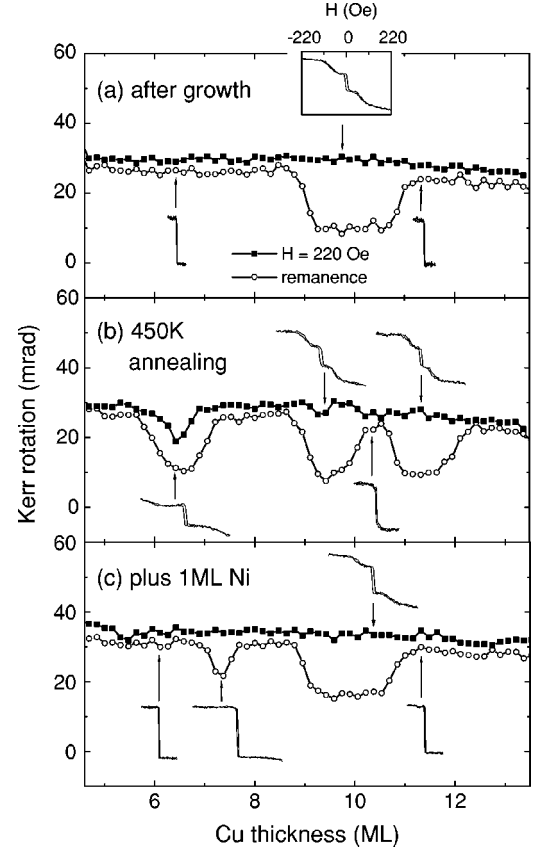 H (Oe)
-220 0 220
60
(a) after growth
40
20
H = 220 Oe
remanence
0
60
(b) 450K
annealing
40
20
0
60
(c) plus 1ML Ni
40
20
0
6 8 10 12
Cu thickness (ML)
Kerr rotation (mrad)